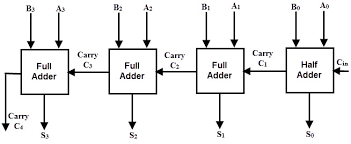 B3 A3 B2 A2 B1 A1 B0 A0
Full Adder
Carry C3
Full Adder
Carry C2
Full Adder
Carry C1
Half Adder
Cin
Carry C4
S3 S2 S1 S0